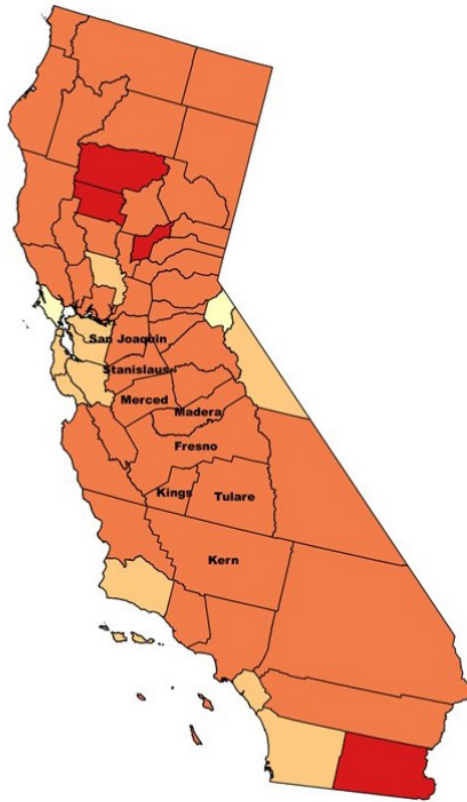 San Joaquin
Stanislaus
Merced
Madera
Fresno
Kings
Tulare
Kern